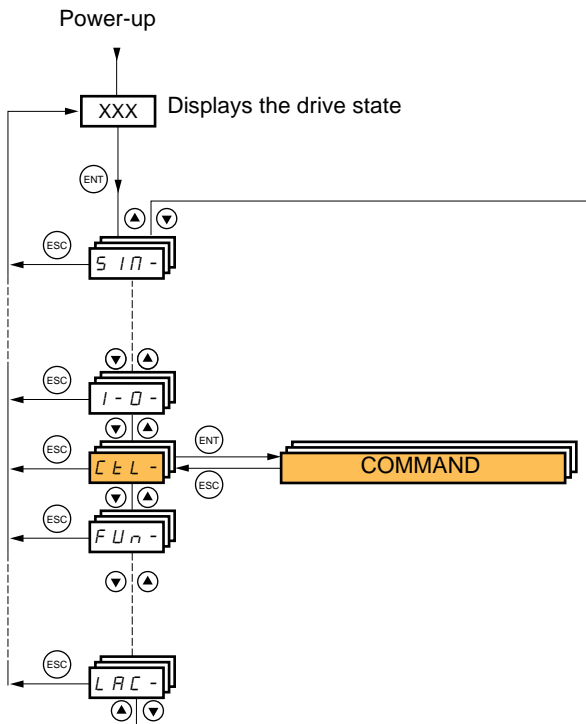 Power-up
XXX Displays the drive state
ENT
ESC
SIM-
ESC
I-O-
ESC
ENT
CtL-
COMMAND
ESC
ESC
FUn-
ESC
LAC-